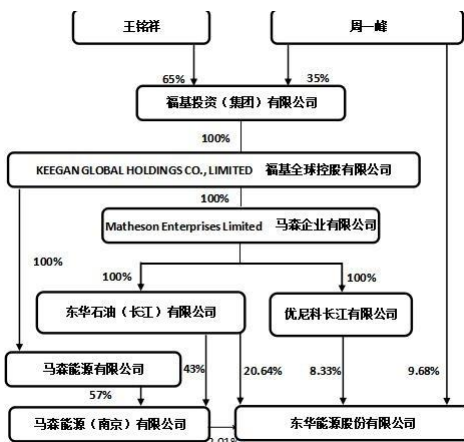 王铭祥 周一峰
65% 35%
福基投资（集团）有限公司
100%
KEEGAN GLOBAL HOLDINGS CO., LIMITED 福基全球控股有限公司
100%
Matheson Enterprises Limited 马森企业有限公司
100% 100% 100%
东华石油（长江）有限公司 优尼科长江有限公司
马森能源有限公司 43% 20.64% 8.33% 9.68%
57%
马森能源（南京）有限公司 东华能源股份有限公司